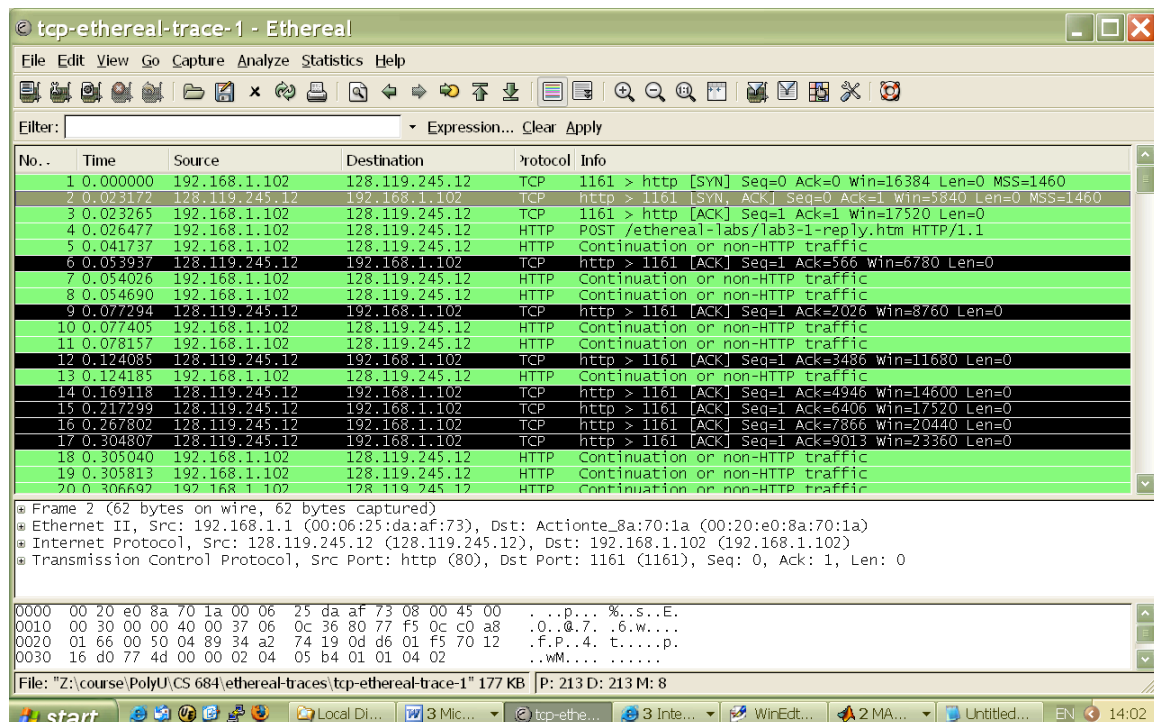 tcp-ethereal-trace-1 - Ethereal
File Edit View Go Capture Analyze Statistics Help
Filter: Expression... Clear Apply
No. . Time Source Destination Protocol Info
1 0.000000 192.168.1.102 128.119.245.12 TCP 1161 > http [SYN] Seq=0 Ack=0 Win=16384 Len=0 MSS=1460
2 0.023172 128.119.245.12 192.168.1.102 TCP http > 1161 [SYN, ACK] Seq=0 Ack=1 Win=5840 Len=0 MSS=1460
3 0.023265 192.168.1.102 128.119.245.12 TCP 1161 > http [ACK] Seq=1 Ack=1 Win=17520 Len=0
4 0.026477 192.168.1.102 128.119.245.12 HTTP POST /ethereal-labs/lab3-1-reply.htm HTTP/1.1
5 0.041737 192.168.1.102 128.119.245.12 HTTP Continuation or non-HTTP traffic
6 0.053937 128.119.245.12 192.168.1.102 TCP http > 1161 [ACK] Seq=1 Ack=566 Win=6780 Len=0
7 0.054026 192.168.1.102 128.119.245.12 HTTP Continuation or non-HTTP traffic
8 0.054690 192.168.1.102 128.119.245.12 HTTP Continuation or non-HTTP traffic
9 0.077294 128.119.245.12 192.168.1.102 TCP http > 1161 [ACK] Seq=1 Ack=2026 Win=8760 Len=0
10 0.077405 192.168.1.102 128.119.245.12 HTTP Continuation or non-HTTP traffic
11 0.078157 192.168.1.102 128.119.245.12 HTTP Continuation or non-HTTP traffic
12 0.124085 128.119.245.12 192.168.1.102 TCP http > 1161 [ACK] Seq=1 Ack=3486 Win=11680 Len=0
13 0.124185 192.168.1.102 128.119.245.12 HTTP Continuation or non-HTTP traffic
14 0.169118 128.119.245.12 192.168.1.102 TCP http > 1161 [ACK] Seq=1 Ack=4946 Win=14600 Len=0
15 0.217299 128.119.245.12 192.168.1.102 TCP http > 1161 [ACK] Seq=1 Ack=6406 Win=17520 Len=0
16 0.267802 128.119.245.12 192.168.1.102 TCP http > 1161 [ACK] Seq=1 Ack=7866 Win=20440 Len=0
17 0.304807 128.119.245.12 192.168.1.102 TCP http > 1161 [ACK] Seq=1 Ack=9013 Win=23360 Len=0
18 0.305040 192.168.1.102 128.119.245.12 HTTP Continuation or non-HTTP traffic
19 0.305813 192.168.1.102 128.119.245.12 HTTP Continuation or non-HTTP traffic
20 0.306692 192.168.1.102 128.119.245.12 HTTP Continuation or non-HTTP traffic
Frame 2 (62 bytes on wire, 62 bytes captured)
Ethernet II, Src: 192.168.1.1 (00:06:25:da:af:73), Dst: Actionte_8a:70:1a (00:20:e0:8a:70:1a)
Internet Protocol, Src: 128.119.245.12 (128.119.245.12), Dst: 192.168.1.102 (192.168.1.102)
Transmission Control Protocol, Src Port: http (80), Dst Port: 1161 (1161), Seq: 0, Ack: 1, Len: 0
0000 00 20 e0 8a 70 1a 00 06 25 da af 73 08 00 45 00 . ..p... %..s..E.
0010 00 30 00 00 40 00 37 06 0c 36 80 77 f5 0c c0 a8 .0..@.7. .6.w....
0020 01 66 00 50 04 89 34 a2 74 19 0d d6 01 f5 70 12 .f.P..4. t.....p.
0030 16 d0 77 4d 00 00 02 04 05 b4 01 01 04 02 ..wM.... ......
File: "Z:\course\PolyU\CS 684\ethereal-traces\tcp-ethereal-trace-1" 177 KB P: 213 D: 213 M: 8
start Local Di... 3 Mic... tcp-ethe... 3 Inte... WinEdt... 2 MA... Untitled... EN 14:02